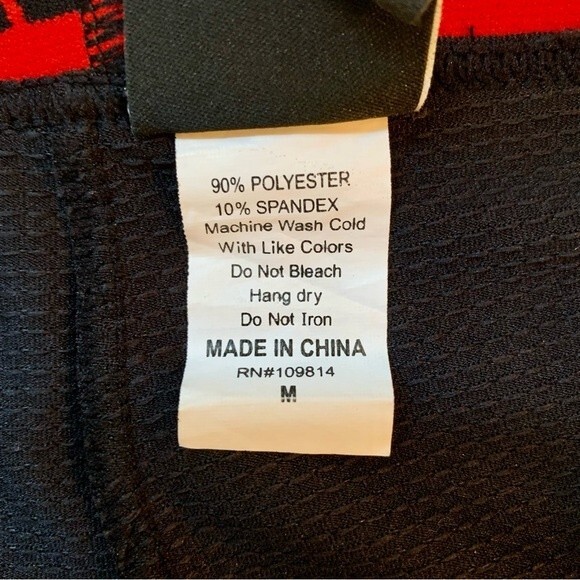 90% POLYESTER
10% SPANDEX
Machine Wash Cold
With Like Colors
Do Not Bleach
Hang dry
Do Not Iron
MADE IN CHINA
RN#109814
M